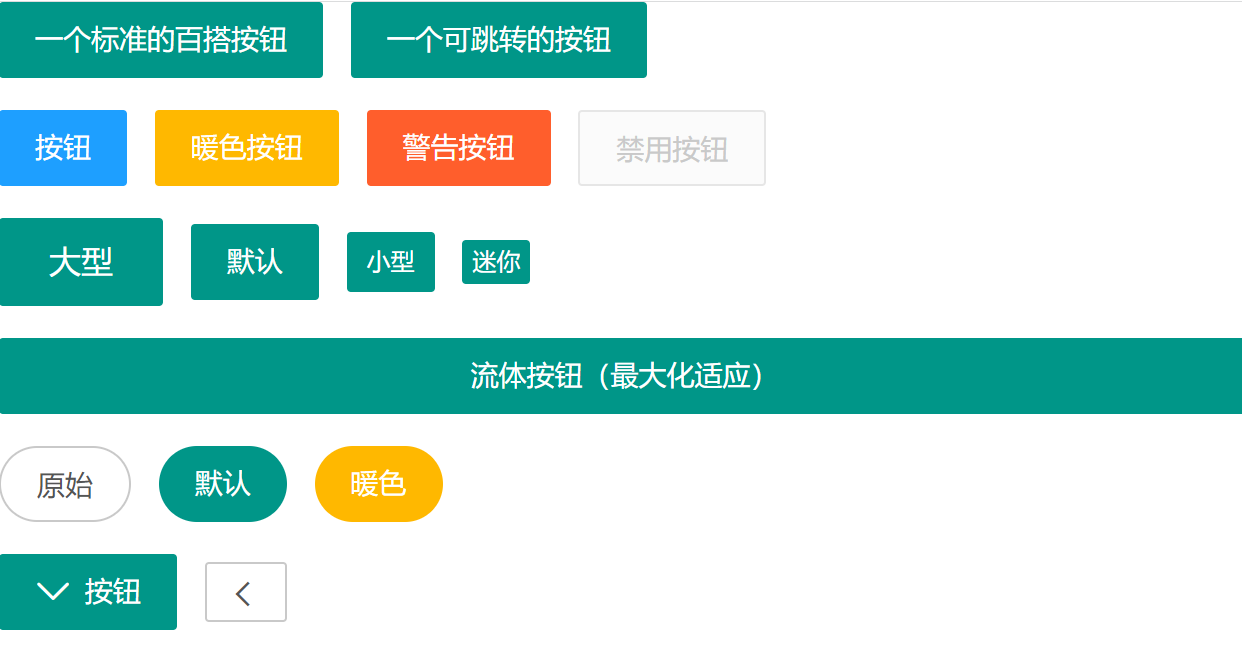 一个标准的百搭按钮 一个可跳转的按钮
按钮 暖色按钮 警告按钮 禁用按钮
大型 默认 小型 迷你
流体按钮（最大化适应）
原始 默认 暖色
按钮